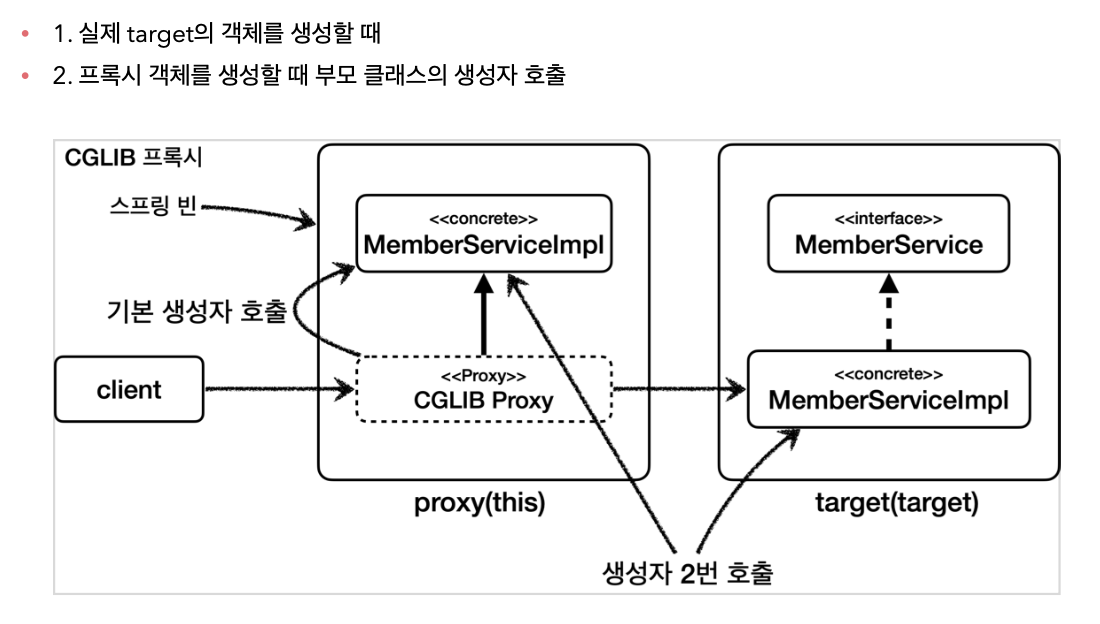 1. 실제 target의 객체를 생성할 때
2. 프록시 객체를 생성할 때 부모 클래스의 생성자 호출
CGLIB 프록시
스프링 빈
<<concrete>>
MemberServiceImpl
<<interface>>
MemberService
기본 생성자 호출
client
<<Proxy>>
CGLIB Proxy
<<concrete>>
MemberServiceImpl
proxy(this)
target(target)
생성자 2번 호출